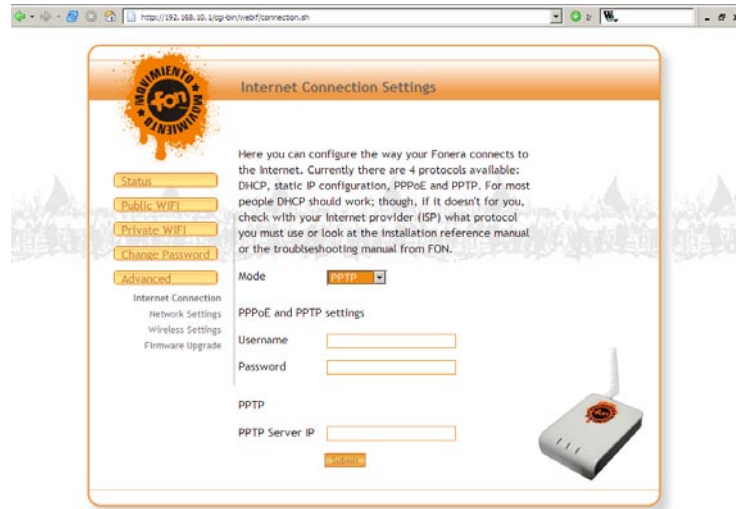 http://192.168.10.1/cgi-bin/webif/connection.sh
W.
MOVIMIENTO
fon
MOVIMIENTO
Internet Connection Settings
Status
Public WIFI
Private WIFI
Change Password
Advanced
Internet Connection
Network Settings
Wireless Settings
Firmware Upgrade
Here you can configure the way your Fonera connects to
the Internet. Currently there are 4 protocols available:
DHCP, static IP configuration, PPPoE and PPTP. For most
people DHCP should work; though, if it doesn't for you,
check with your Internet provider (ISP) what protocol
you must use or look at the installation reference manual
or the troublseshooting manual from FON.
Mode
PPTP
PPPoE and PPTP settings
Username
Password
PPTP
PPTP Server IP
Submit
fon